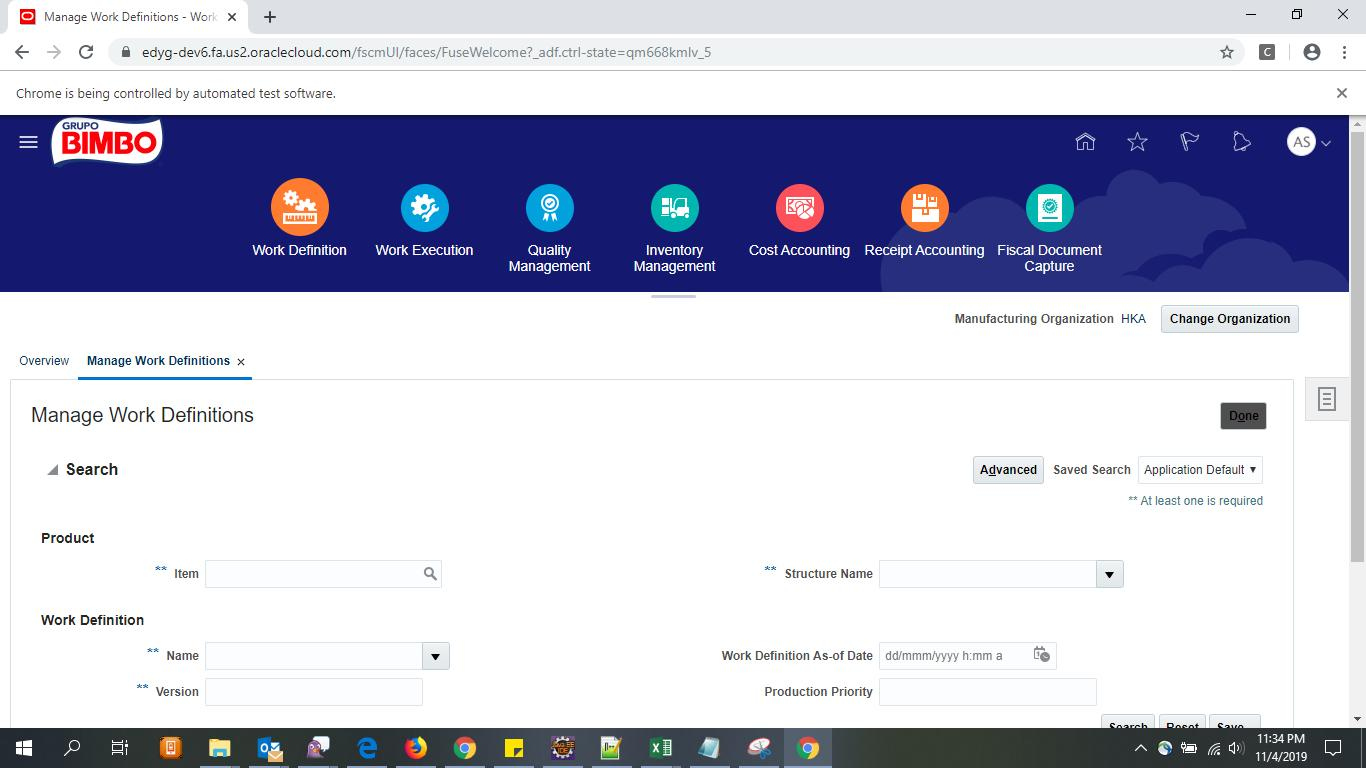 Manage Work Definitions - Work
edyg-dev6.fa.us2.oraclecloud.com/fscmUI/faces/FuseWelcome?_adf.ctrl-state=qm668kmlv_5
C
Chrome is being controlled by automated test software.
GRUPO
BIMBO
AS
Work Definition
Work Execution
Quality
Management
Inventory
Management
Cost Accounting
Receipt Accounting
Fiscal Document
Capture
Manufacturing Organization HKA
Change Organization
Overview
Manage Work Definitions
Manage Work Definitions
Done
Search
Advanced
Saved Search
Application Default
** At least one is required
Product
** Item
** Structure Name
Work Definition
** Name
Work Definition As-of Date
dd/mmm/yyyy h:mm a
** Version
Production Priority
Search
Reset
Save...
11:34 PM
11/4/2019